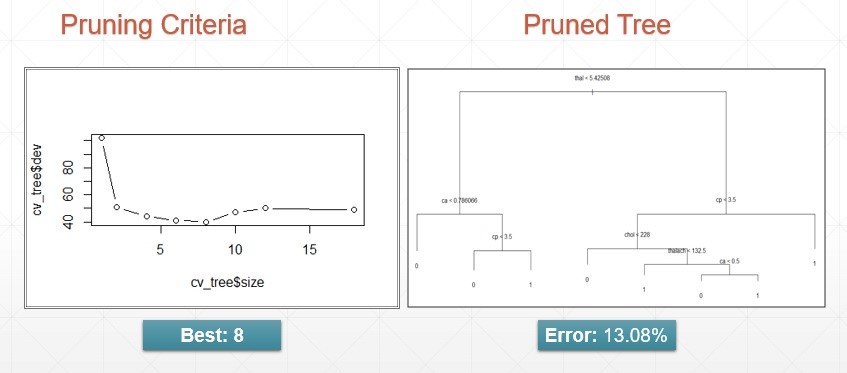 Pruning Criteria
Pruned Tree
cv_tree$dev
40 60 80
5 10 15
cv_tree$size
Best: 8
thal < 5.42508
ca < 0.786066
cp < 3.5
cp < 3.5
chol < 228
thalach < 132.5
ca < 0.5
0
0
1
0
1
0
1
1
Error: 13.08%